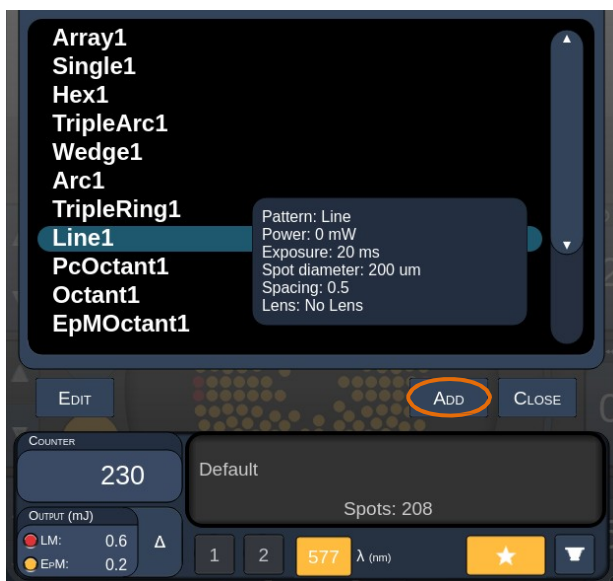 Array1
Single1
Hex1
TripleArc1
Wedge1
Arc1
TripleRing1
Line1
PcOctant1
Octant1
EpMOctant1
Pattern: Line
Power: 0 mW
Exposure: 20 ms
Spot diameter: 200 um
Spacing: 0.5
Lens: No Lens
EDIT
ADD
CLOSE
COUNTER
230
Default
Spots: 208
OUTPUT (mJ)
LM: 0.6
EPM: 0.2
Δ
1 2 577 λ (nm)